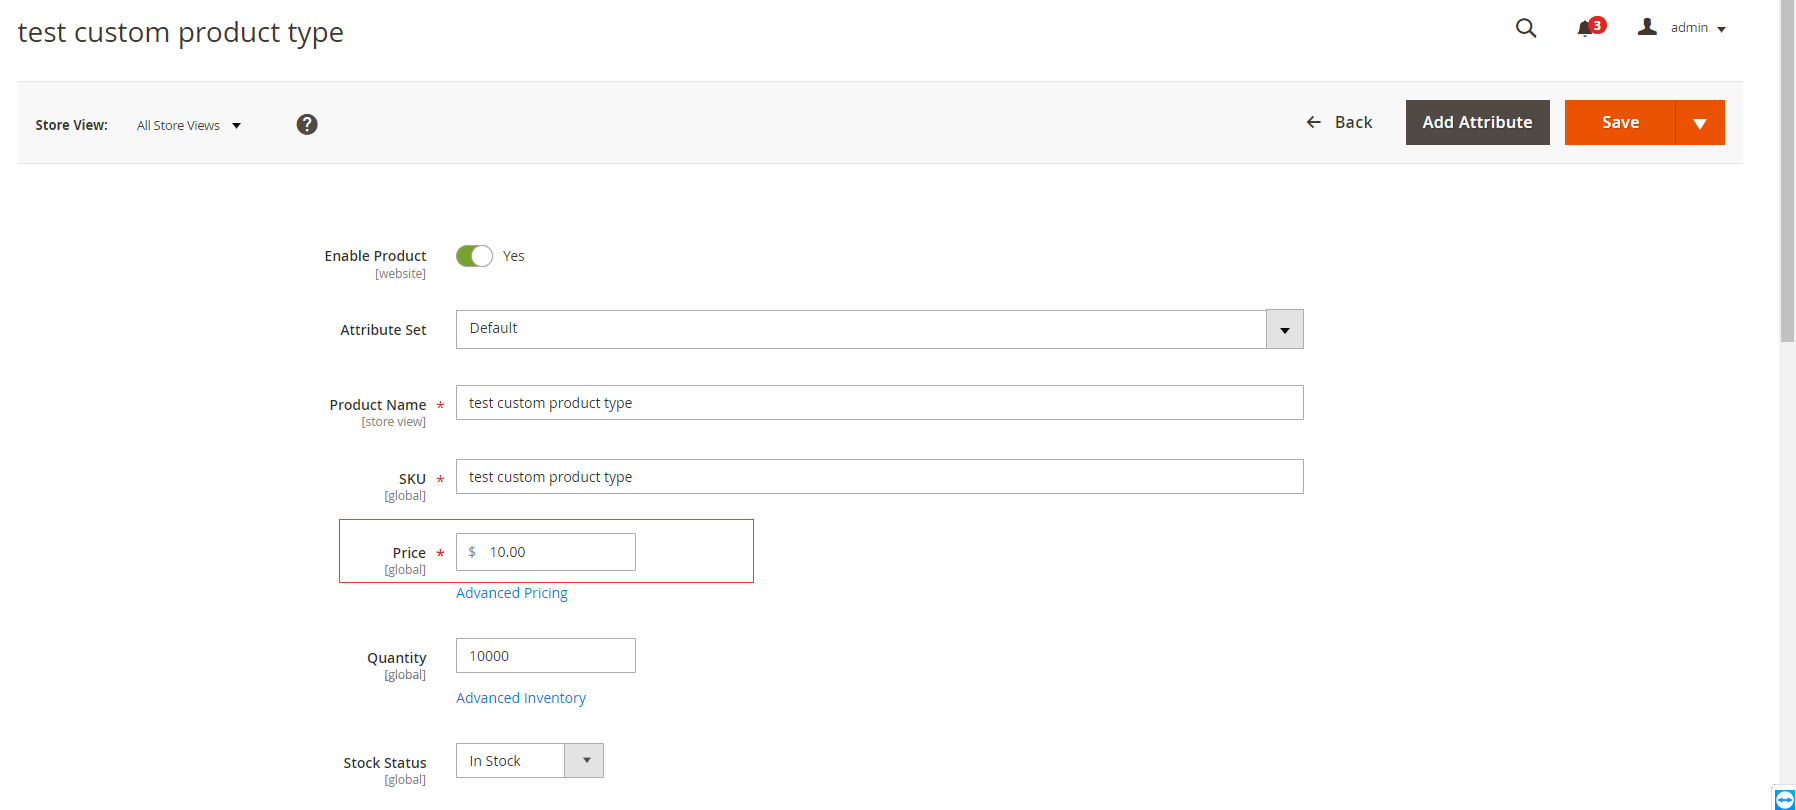 test custom product type
3
admin
Store View: All Store Views ?
Back
Add Attribute
Save
Enable Product
[website]
Yes
Attribute Set
Default
Product Name *
[store view]
test custom product type
SKU *
[global]
test custom product type
Price *
[global]
$ 10.00
Advanced Pricing
Quantity
[global]
10000
Advanced Inventory
Stock Status
[global]
In Stock